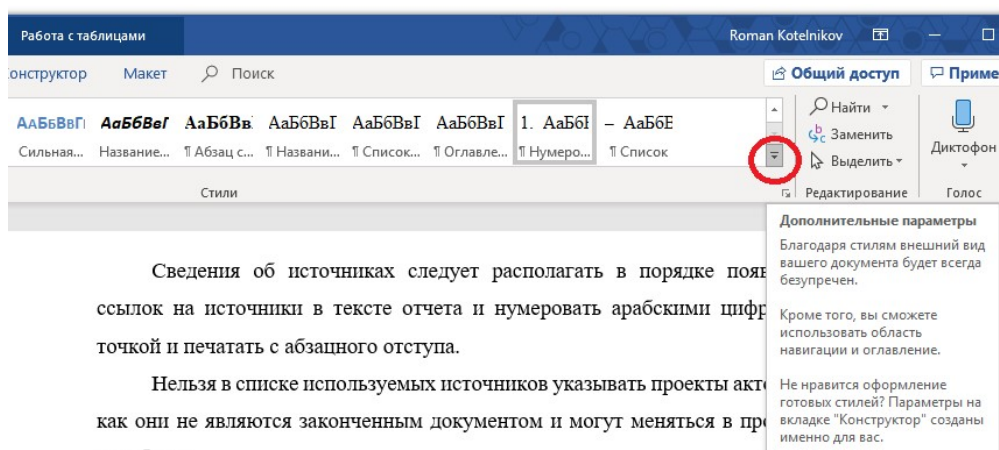 Работа с таблицами
Roman Kotelnikov
Конструктор Макет Поиск
Общий доступ
Приме
АаБбВвГі АаБбВвГ АаБбВв. АаБбВвІ АаБбВвІ АаБбВвІ 1. АаБбІ – АаБбЕ
Сильная... Название... ¶ Абзац с... ¶ Названи... ¶ Список... ¶ Оглавле... ¶ Нумеро... ¶ Список
Найти
Заменить
Выделить
Диктофон
Стили
Редактирование
Голос
Дополнительные параметры
Благодаря стилям внешний вид
вашего документа будет всегда
безупречен.
Кроме того, вы сможете
использовать область
навигации и оглавление.
Не нравится оформление
готовых стилей? Параметры на
вкладке "Конструктор" созданы
именно для вас.
Сведения об источниках следует располагать в порядке появ
ссылок на источники в тексте отчета и нумеровать арабскими цифр
точкой и печатать с абзацного отступа.
Нельзя в списке используемых источников указывать проекты акто
как они не являются законченным документом и могут меняться в про